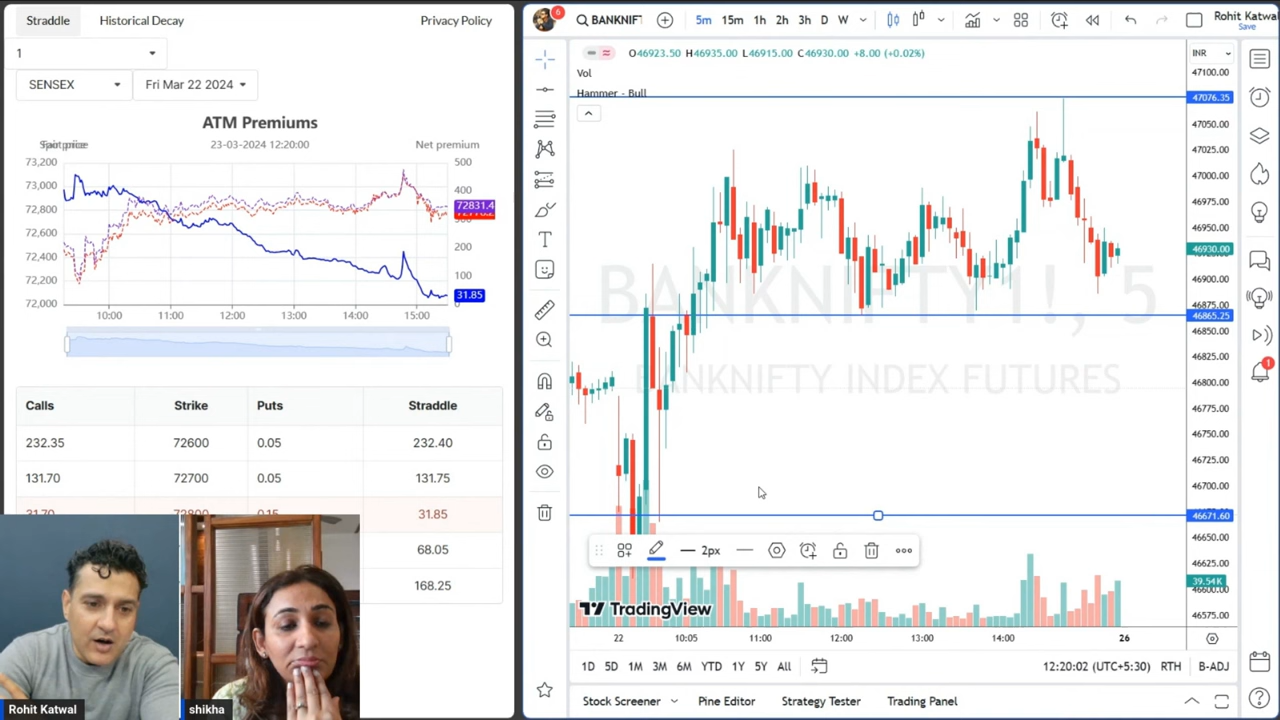 Straddle
Historical Decay
Privacy Policy
1
SENSEX
Fri Mar 22 2024
ATM Premiums
23-03-2024 12:20:00
Net premium
73,200
73,000
72,800
72,600
72,400
72,200
72,000
500
400
300
200
100
0
72831.4
31.85
10:00
11:00
12:00
13:00
14:00
15:00
Calls
Strike
Puts
Straddle
232.35
72600
0.05
232.40
131.70
72700
0.05
131.75
31.70
72800
0.15
31.85
68.05
168.25
Rohit Katwal
shikha
6
BANKNIFT
5m
15m
1h
2h
3h
D
W
Rohit Katwal
Save
O46923.50 H46935.00 L46915.00 C46930.00 +8.00 (+0.02%)
Vol
Hammer - Bull
INR
47100.00
47076.35
47050.00
47025.00
47000.00
46975.00
46950.00
46930.00
46900.00
46875.00
46865.25
46850.00
46825.00
46800.00
46775.00
46750.00
46725.00
46700.00
46671.60
46650.00
46625.00
39.54K
46600.00
46575.00
BANKNIFTY1!, 5
BANKNIFTY INDEX FUTURES
2px
TradingView
22
10:05
11:00
12:00
13:00
14:00
26
1D
5D
1M
3M
6M
YTD
1Y
5Y
All
12:20:02 (UTC+5:30)
RTH
B-ADJ
Stock Screener
Pine Editor
Strategy Tester
Trading Panel
1